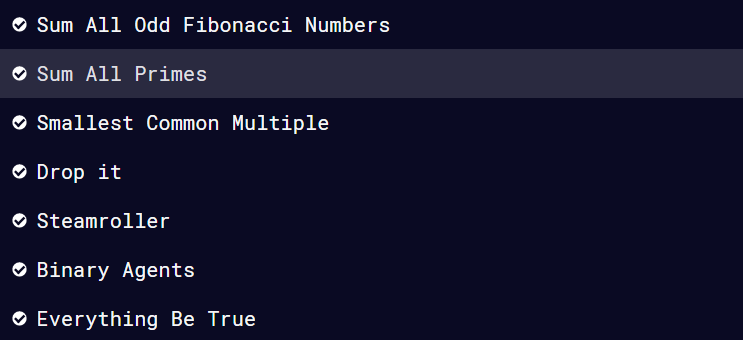 Sum All Odd Fibonacci Numbers
Sum All Primes
Smallest Common Multiple
Drop it
Steamroller
Binary Agents
Everything Be True